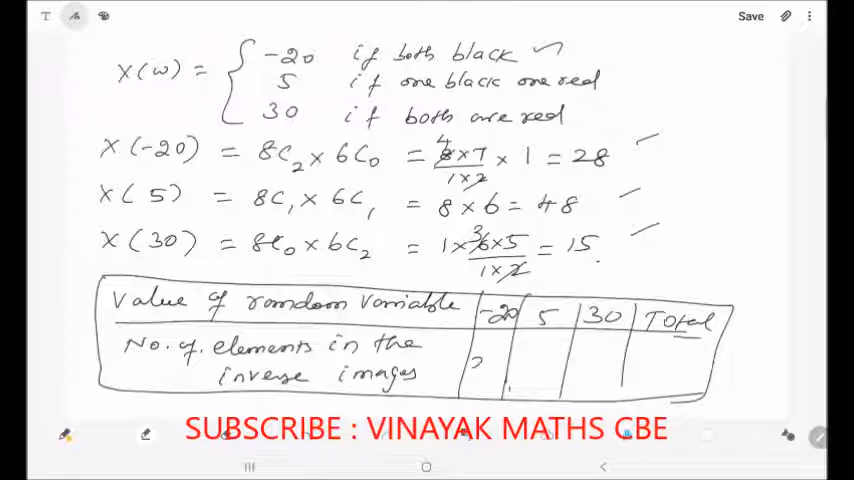 T Save
X(w) = { -20 if both black
5 if one black one red
30 if both are red
X(-20) = 8C₂ × 6C₀ = 4 8×7/1×2 × 1 = 28
X(5) = 8C₁ × 6C₁ = 8 × 6 = 48
X(30) = 8C₀ × 6C₂ = 1 × 3 6×5/1×2 = 15.
Value of random variable -20 5 30 Total
No. of elements in the
inverse images
SUBSCRIBE : VINAYAK MATHS CBE